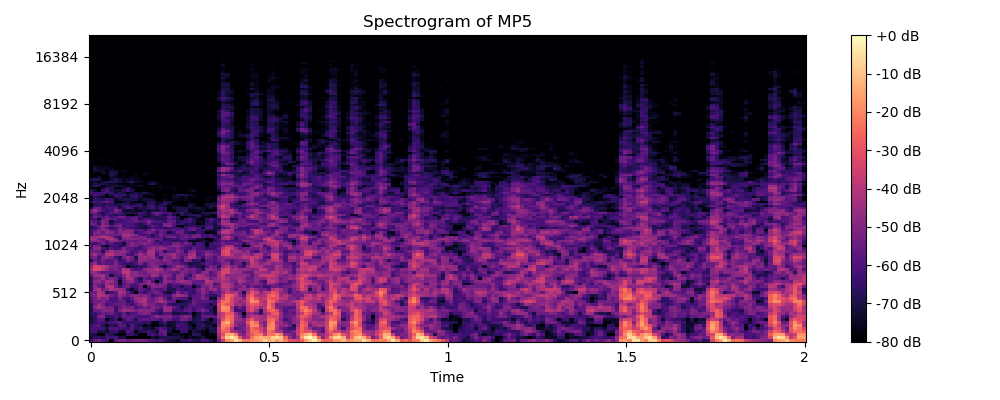 Spectrogram of MP5
16384
8192
4096
2048
1024
512
0
Hz
0
0.5
1
1.5
2
Time
+0 dB
-10 dB
-20 dB
-30 dB
-40 dB
-50 dB
-60 dB
-70 dB
-80 dB